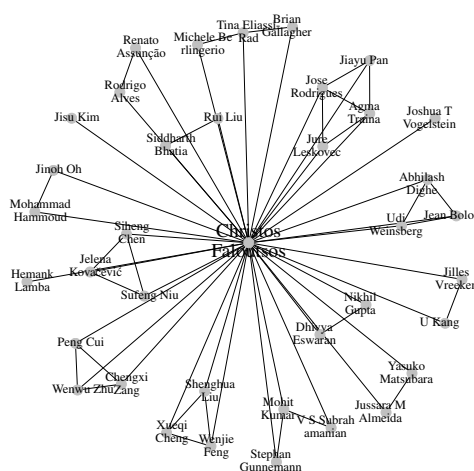 Brian
Gallagher
Tina Eliassi
Rad
Michele Be
rlingerio
Renato
Assunção
Jiayu Pan
Jose
Rodrigues
Rodrigo
Alves
Agma
Traina
Joshua T
Vogelstein
Jisu Kim
Rui Liu
Siddharth
Bhatia
Jure
Leskovec
Jinoh Oh
Abhilash
Dighe
Mohammad
Hammoud
Udi
Weinsberg
Jean Bolo
Siheng
Chen
Christos
Faloutsos
Jelena
Kovačević
Hemank
Lamba
Sufeng Niu
Jilles
Vreeken
Nikhil
Gupta
U Kang
Dhivya
Eswaran
Peng Cui
Yasuko
Matsubara
Chengxi
Zang
Wenwu Zhu
Shenghua
Liu
Mohit
Kumar
Jussara M
Almeida
V S Subrah
amanian
Xueqi
Cheng
Wenjie
Feng
Stephan
Gunnemann